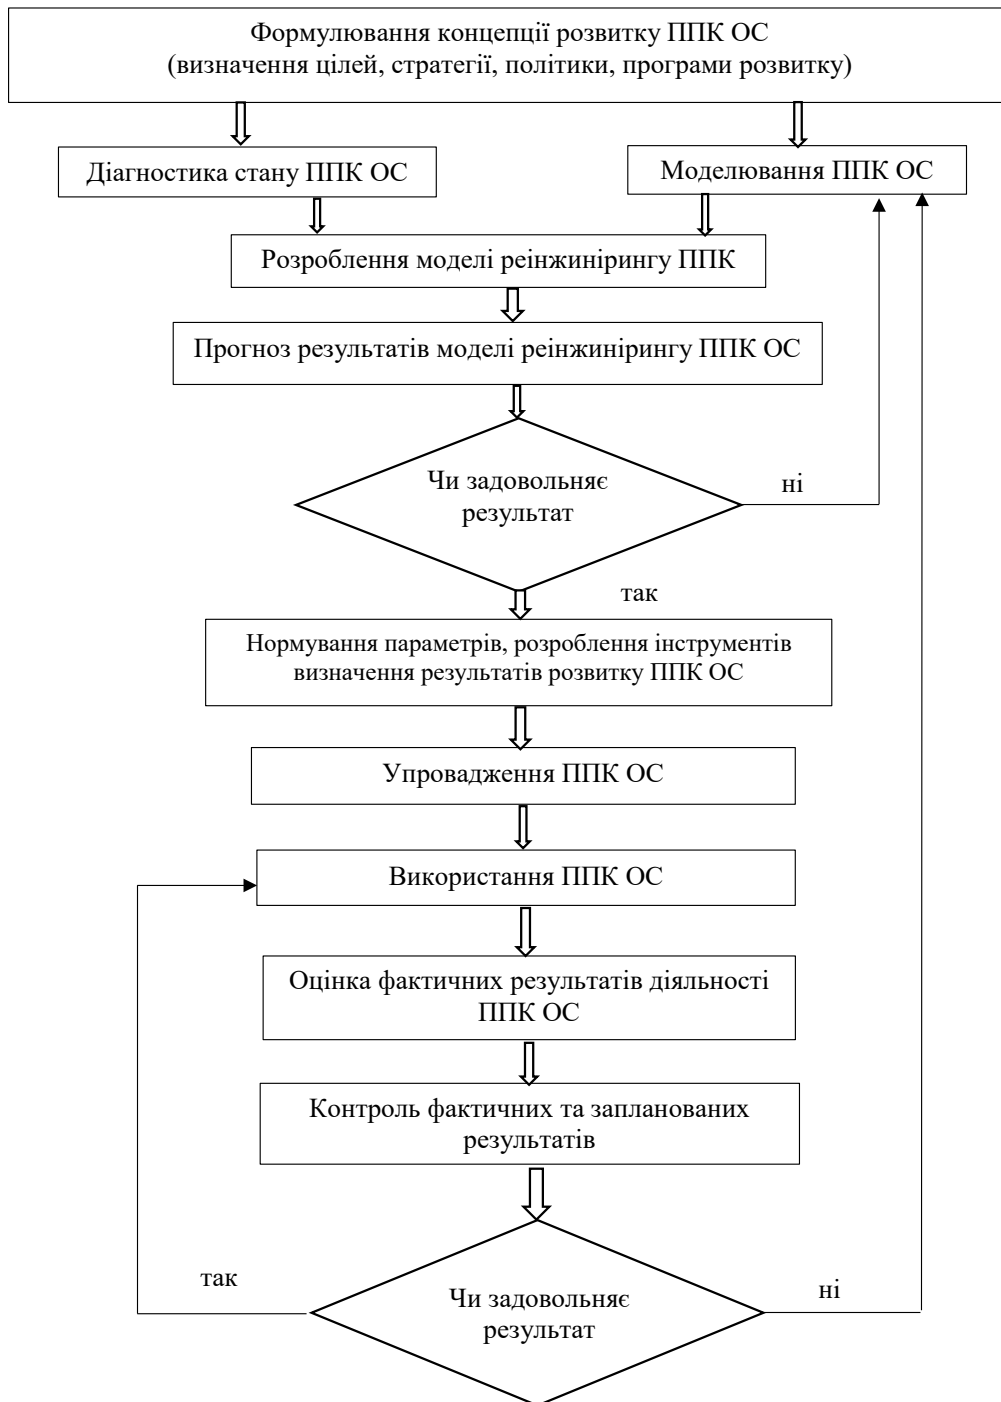 Формулювання концепції розвитку ППК ОС
(визначення цілей, стратегії, політики, програми розвитку)
Діагностика стану ППК ОС
Моделювання ППК ОС
Розроблення моделі реінжинірингу ППК
Прогноз результатів моделі реінжинірингу ППК ОС
Чи задовольняє
результат
ні
так
Нормування параметрів, розроблення інструментів
визначення результатів розвитку ППК ОС
Упровадження ППК ОС
Використання ППК ОС
Оцінка фактичних результатів діяльності
ППК ОС
Контроль фактичних та запланованих
результатів
так
Чи задовольняє
результат
ні